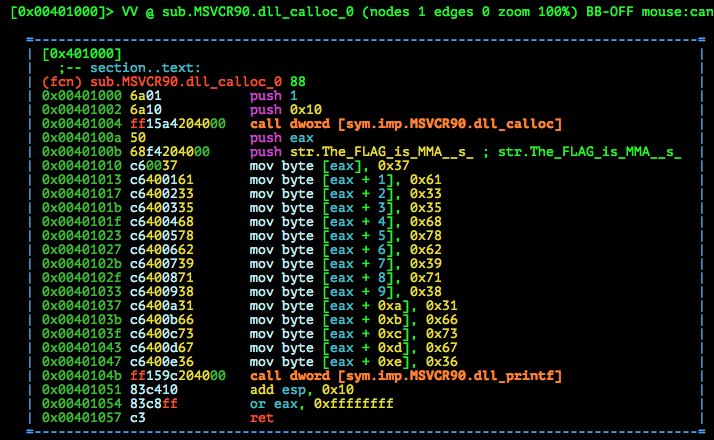 [0x00401000]> VV @ sub.MSVCR90.dll_calloc_0 (nodes 1 edges 0 zoom 100%) BB-OFF mouse:can
[0x401000]
;-- section..text:
(fcn) sub.MSVCR90.dll_calloc_0 88
0x00401000 6a01 push 1
0x00401002 6a10 push 0x10
0x00401004 ff15a4204000 call dword [sym.imp.MSVCR90.dll_calloc]
0x0040100a 50 push eax
0x0040100b 68f4204000 push str.The_FLAG_is_MMA__s_ ; str.The_FLAG_is_MMA__s_
0x00401010 c60037 mov byte [eax], 0x37
0x00401013 c6400161 mov byte [eax + 1], 0x61
0x00401017 c6400233 mov byte [eax + 2], 0x33
0x0040101b c6400335 mov byte [eax + 3], 0x35
0x0040101f c6400468 mov byte [eax + 4], 0x68
0x00401023 c6400578 mov byte [eax + 5], 0x78
0x00401027 c6400662 mov byte [eax + 6], 0x62
0x0040102b c6400739 mov byte [eax + 7], 0x39
0x0040102f c6400871 mov byte [eax + 8], 0x71
0x00401033 c6400938 mov byte [eax + 9], 0x38
0x00401037 c6400a31 mov byte [eax + 0xa], 0x31
0x0040103b c6400b66 mov byte [eax + 0xb], 0x66
0x0040103f c6400c73 mov byte [eax + 0xc], 0x73
0x00401043 c6400d67 mov byte [eax + 0xd], 0x67
0x00401047 c6400e36 mov byte [eax + 0xe], 0x36
0x0040104b ff159c204000 call dword [sym.imp.MSVCR90.dll_printf]
0x00401051 83c410 add esp, 0x10
0x00401054 83c8ff or eax, 0xffffffff
0x00401057 c3 ret